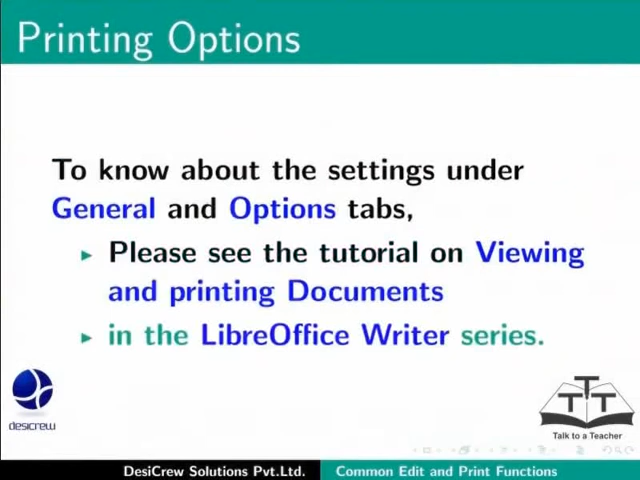 Printing Options
To know about the settings under
General and Options tabs,
Please see the tutorial on Viewing
and printing Documents
in the LibreOffice Writer series.
desicrew
TTT
Talk to a Teacher
DesiCrew Solutions Pvt.Ltd. Common Edit and Print Functions